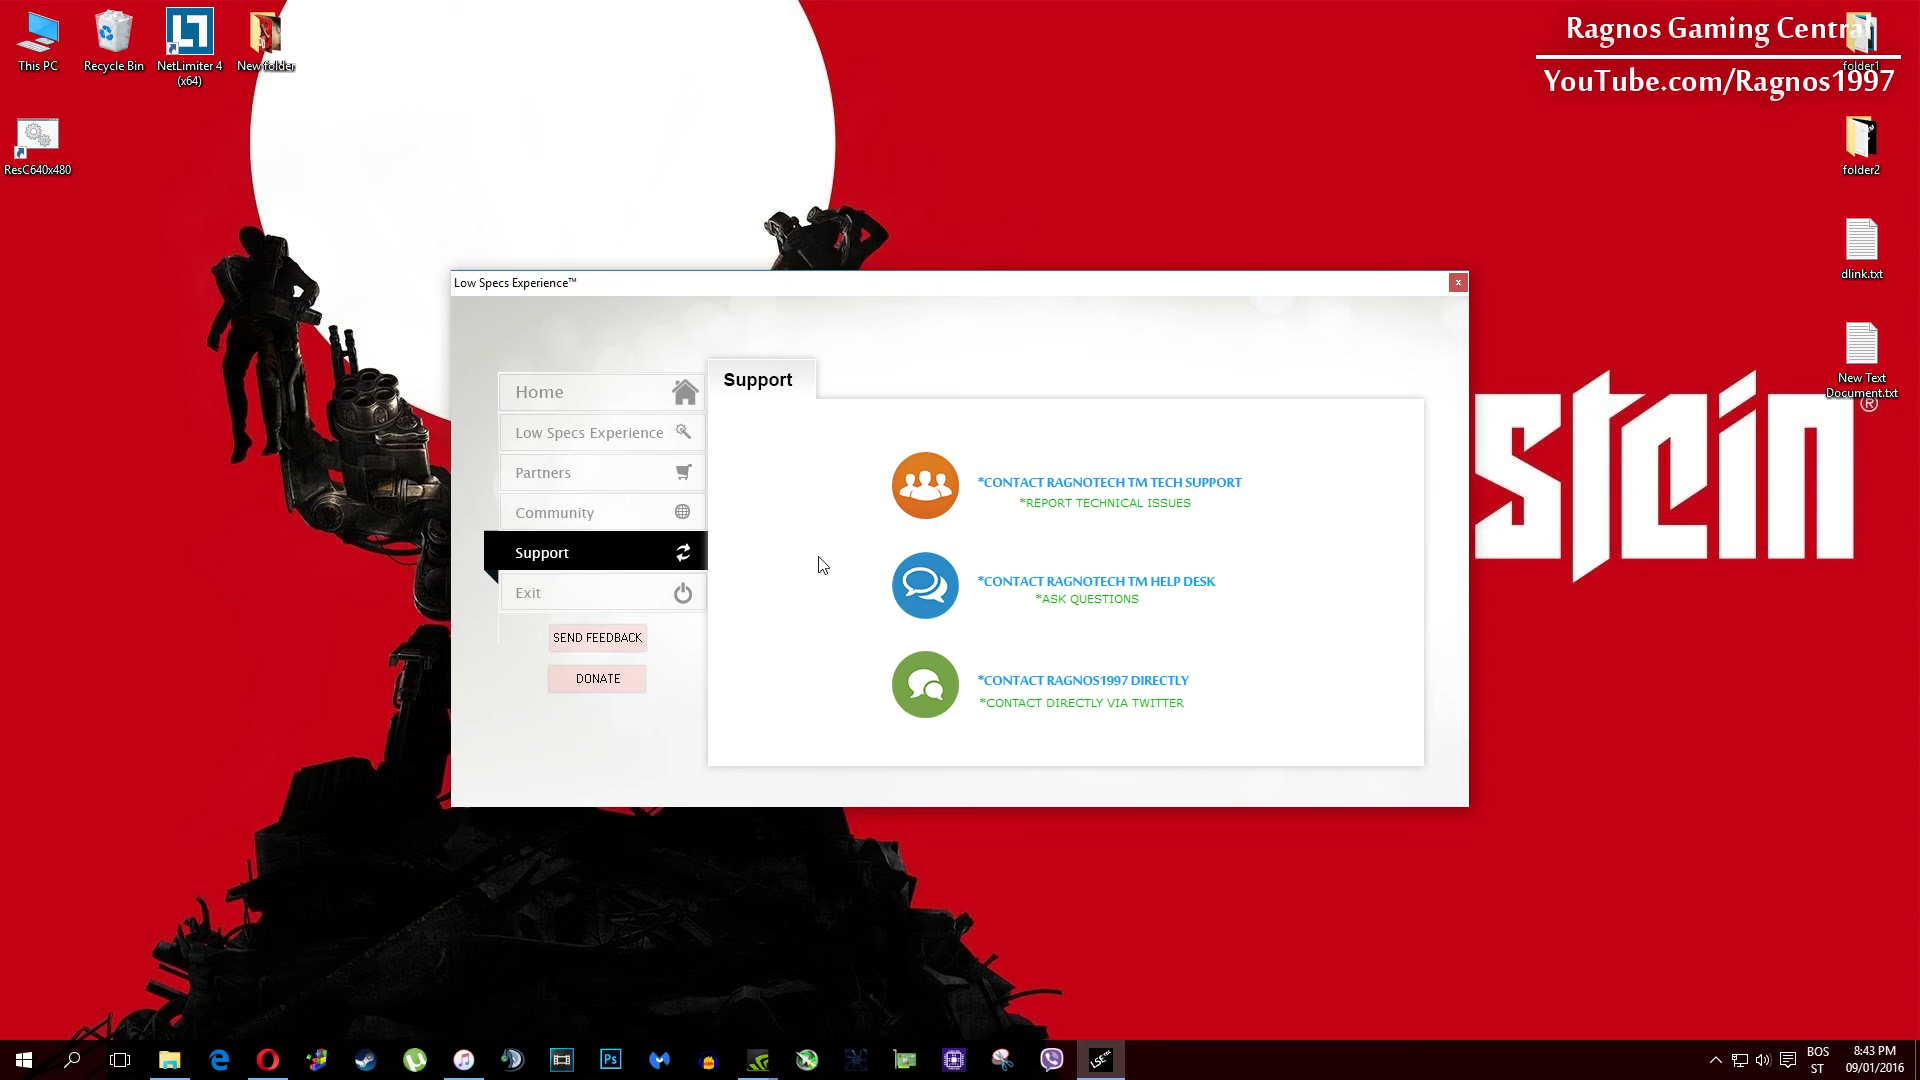 This PC
Recycle Bin
NetLimiter 4
(x64)
New folder
ResC640x480
Ragnos Gaming Central
YouTube.com/Ragnos1997
folder1
folder2
dlink.txt
New Text
Document.txt
stein®
Low Specs Experience™
x
Home
Low Specs Experience
Partners
Community
Support
Exit
SEND FEEDBACK
DONATE
Support
*CONTACT RAGNOTECH TM TECH SUPPORT
*REPORT TECHNICAL ISSUES
*CONTACT RAGNOTECH TM HELP DESK
*ASK QUESTIONS
*CONTACT RAGNOS1997 DIRECTLY
*CONTACT DIRECTLY VIA TWITTER
Ps
LSE™
BOS
ST
8:43 PM
09/01/2016